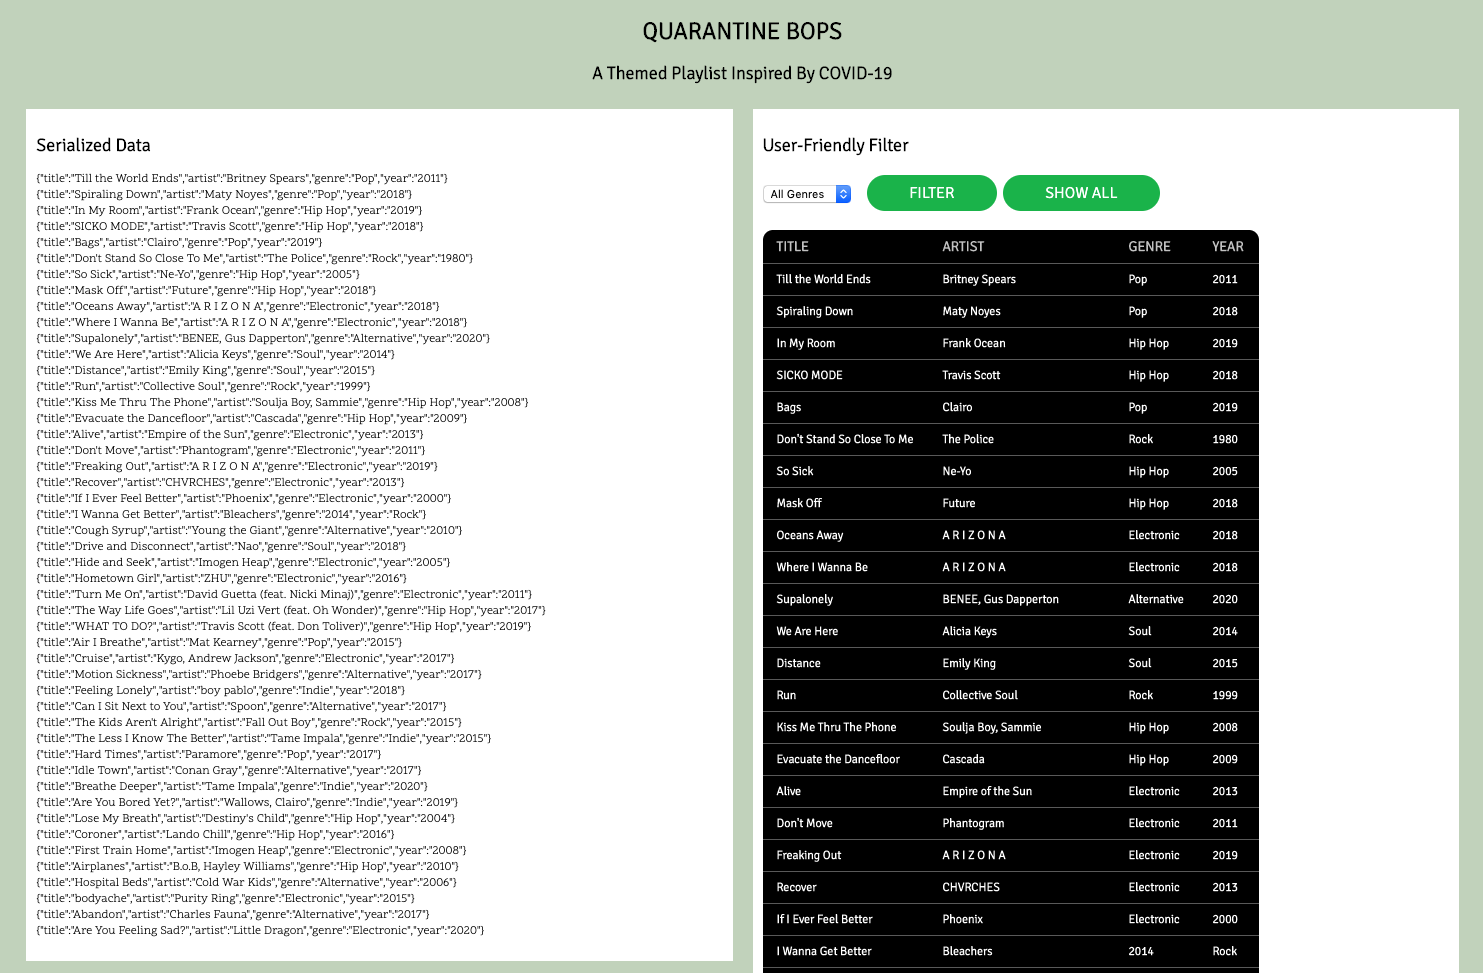 QUARANTINE BOPS
A Themed Playlist Inspired By COVID-19
Serialized Data
{"title":"Till the World Ends","artist":"Britney Spears","genre":"Pop","year":"2011"}
{"title":"Spiraling Down","artist":"Maty Noyes","genre":"Pop","year":"2018"}
{"title":"In My Room","artist":"Frank Ocean","genre":"Hip Hop","year":"2019"}
{"title":"SICKO MODE","artist":"Travis Scott","genre":"Hip Hop","year":"2018"}
{"title":"Bags","artist":"Clairo","genre":"Pop","year":"2019"}
{"title":"Don't Stand So Close To Me","artist":"The Police","genre":"Rock","year":"1980"}
{"title":"So Sick","artist":"Ne-Yo","genre":"Hip Hop","year":"2005"}
{"title":"Mask Off","artist":"Future","genre":"Hip Hop","year":"2018"}
{"title":"Oceans Away","artist":"A R I Z O N A","genre":"Electronic","year":"2018"}
{"title":"Where I Wanna Be","artist":"A R I Z O N A","genre":"Electronic","year":"2018"}
{"title":"Supalonely","artist":"BENEE, Gus Dapperton","genre":"Alternative","year":"2020"}
{"title":"We Are Here","artist":"Alicia Keys","genre":"Soul","year":"2014"}
{"title":"Distance","artist":"Emily King","genre":"Soul","year":"2015"}
{"title":"Run","artist":"Collective Soul","genre":"Rock","year":"1999"}
{"title":"Kiss Me Thru The Phone","artist":"Soulja Boy, Sammie","genre":"Hip Hop","year":"2008"}
{"title":"Evacuate the Dancefloor","artist":"Cascada","genre":"Hip Hop","year":"2009"}
{"title":"Alive","artist":"Empire of the Sun","genre":"Electronic","year":"2013"}
{"title":"Don't Move","artist":"Phantogram","genre":"Electronic","year":"2011"}
{"title":"Freaking Out","artist":"A R I Z O N A","genre":"Electronic","year":"2019"}
{"title":"Recover","artist":"CHVRCHES","genre":"Electronic","year":"2013"}
{"title":"If I Ever Feel Better","artist":"Phoenix","genre":"Electronic","year":"2000"}
{"title":"I Wanna Get Better","artist":"Bleachers","genre":"2014","year":"Rock"}
{"title":"Cough Syrup","artist":"Young the Giant","genre":"Alternative","year":"2010"}
{"title":"Drive and Disconnect","artist":"Nao","genre":"Soul","year":"2018"}
{"title":"Hide and Seek","artist":"Imogen Heap","genre":"Electronic","year":"2005"}
{"title":"Hometown Girl","artist":"ZHU","genre":"Electronic","year":"2016"}
{"title":"Turn Me On","artist":"David Guetta (feat. Nicki Minaj)","genre":"Electronic","year":"2011"}
{"title":"The Way Life Goes","artist":"Lil Uzi Vert (feat. Oh Wonder)","genre":"Hip Hop","year":"2017"}
{"title":"WHAT TO DO?","artist":"Travis Scott (feat. Don Toliver)","genre":"Hip Hop","year":"2019"}
{"title":"Air I Breathe","artist":"Mat Kearney","genre":"Pop","year":"2015"}
{"title":"Cruise","artist":"Kygo, Andrew Jackson","genre":"Electronic","year":"2017"}
{"title":"Motion Sickness","artist":"Phoebe Bridgers","genre":"Alternative","year":"2017"}
{"title":"Feeling Lonely","artist":"boy pablo","genre":"Indie","year":"2018"}
{"title":"Can I Sit Next to You","artist":"Spoon","genre":"Alternative","year":"2017"}
{"title":"The Kids Aren't Alright","artist":"Fall Out Boy","genre":"Rock","year":"2015"}
{"title":"The Less I Know The Better","artist":"Tame Impala","genre":"Indie","year":"2015"}
{"title":"Hard Times","artist":"Paramore","genre":"Pop","year":"2017"}
{"title":"Idle Town","artist":"Conan Gray","genre":"Alternative","year":"2017"}
{"title":"Breathe Deeper","artist":"Tame Impala","genre":"Indie","year":"2020"}
{"title":"Are You Bored Yet?","artist":"Wallows, Clairo","genre":"Indie","year":"2019"}
{"title":"Lose My Breath","artist":"Destiny's Child","genre":"Hip Hop","year":"2004"}
{"title":"Coroner","artist":"Lando Chill","genre":"Hip Hop","year":"2016"}
{"title":"First Train Home","artist":"Imogen Heap","genre":"Electronic","year":"2008"}
{"title":"Airplanes","artist":"B.o.B, Hayley Williams","genre":"Hip Hop","year":"2010"}
{"title":"Hospital Beds","artist":"Cold War Kids","genre":"Alternative","year":"2006"}
{"title":"bodyache","artist":"Purity Ring","genre":"Electronic","year":"2015"}
{"title":"Abandon","artist":"Charles Fauna","genre":"Alternative","year":"2017"}
{"title":"Are You Feeling Sad?","artist":"Little Dragon","genre":"Electronic","year":"2020"}
User-Friendly Filter
All Genres FILTER SHOW ALL
TITLE ARTIST GENRE YEAR
Till the World Ends Britney Spears Pop 2011
Spiraling Down Maty Noyes Pop 2018
In My Room Frank Ocean Hip Hop 2019
SICKO MODE Travis Scott Hip Hop 2018
Bags Clairo Pop 2019
Don't Stand So Close To Me The Police Rock 1980
So Sick Ne-Yo Hip Hop 2005
Mask Off Future Hip Hop 2018
Oceans Away A R I Z O N A Electronic 2018
Where I Wanna Be A R I Z O N A Electronic 2018
Supalonely BENEE, Gus Dapperton Alternative 2020
We Are Here Alicia Keys Soul 2014
Distance Emily King Soul 2015
Run Collective Soul Rock 1999
Kiss Me Thru The Phone Soulja Boy, Sammie Hip Hop 2008
Evacuate the Dancefloor Cascada Hip Hop 2009
Alive Empire of the Sun Electronic 2013
Don't Move Phantogram Electronic 2011
Freaking Out A R I Z O N A Electronic 2019
Recover CHVRCHES Electronic 2013
If I Ever Feel Better Phoenix Electronic 2000
I Wanna Get Better Bleachers 2014 Rock